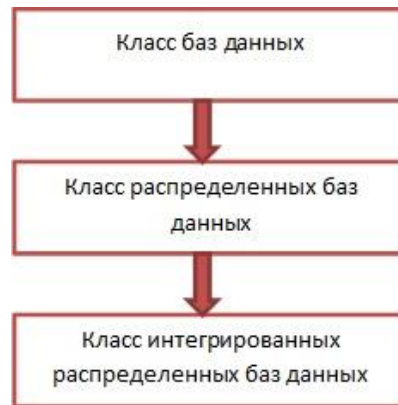 Класс баз данных
Класс распределенных баз
данных
Класс интегрированных
распределенных баз данных